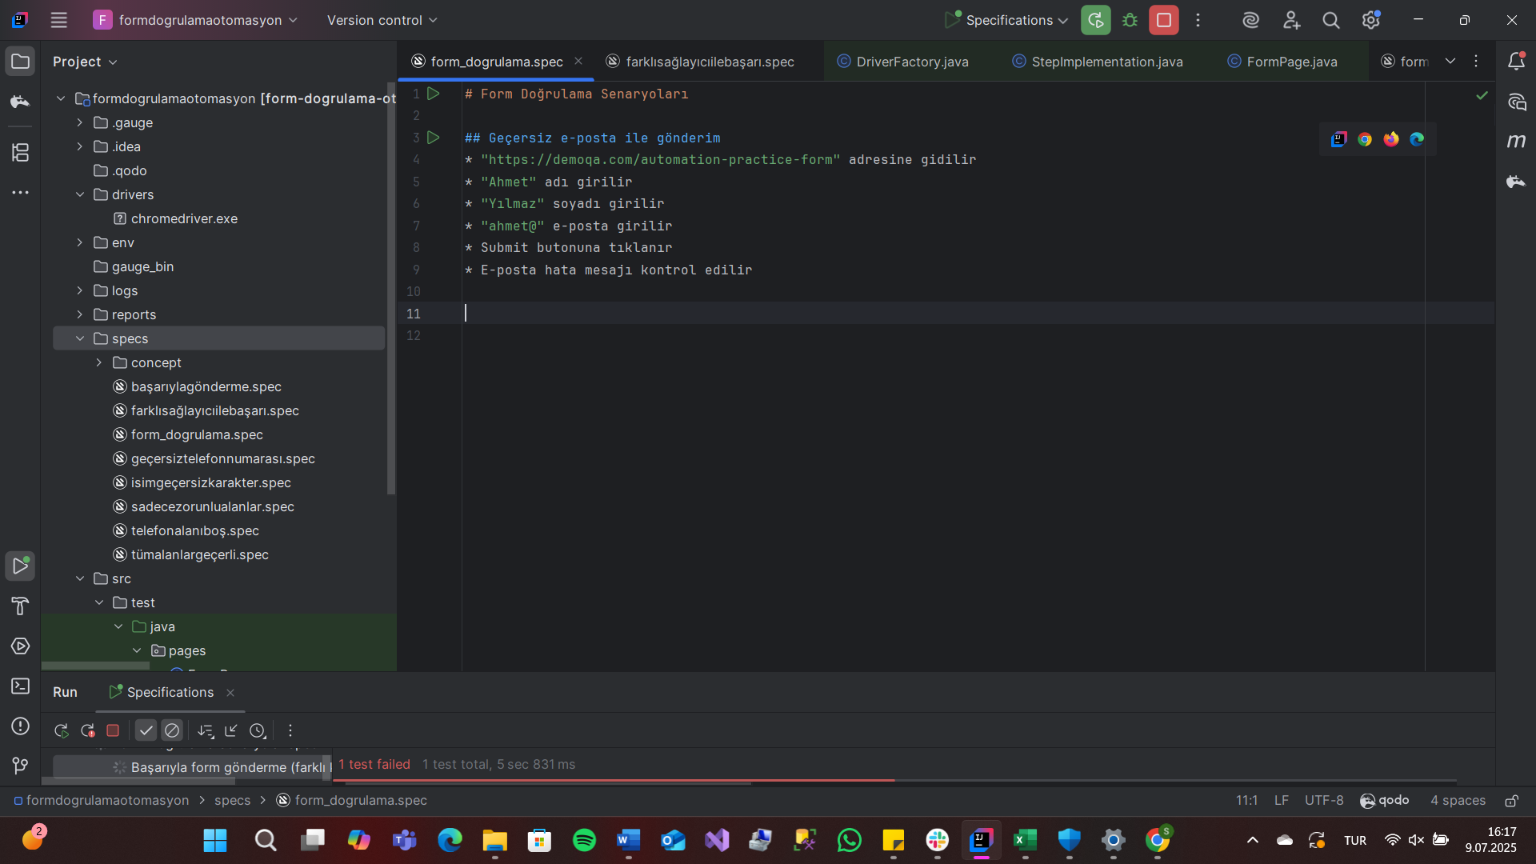 F formdogrulamaotomasyon Version control Specifications
Project
form_dogrulama.spec farklısağlayıcıilebaşarı.spec DriverFactory.java StepImplementation.java FormPage.java form
formdogrulamaotomasyon [form-dogrulama-ot
.gauge
.idea
.qodo
drivers
chromedriver.exe
env
gauge_bin
logs
reports
specs
concept
başarıylagönderme.spec
farklısağlayıcıilebaşarı.spec
form_dogrulama.spec
geçersiztelefonnumarası.spec
isimgeçersizkarakter.spec
sadecezorunlualanlar.spec
telefonalanıboş.spec
tümalanlargeçerli.spec
src
test
java
pages
1 # Form Doğrulama Senaryoları
2
3 ## Geçersiz e-posta ile gönderim
4 * "https://demoqa.com/automation-practice-form" adresine gidilir
5 * "Ahmet" adı girilir
6 * "Yılmaz" soyadı girilir
7 * "ahmet@" e-posta girilir
8 * Submit butonuna tıklanır
9 * E-posta hata mesajı kontrol edilir
10
11
12
m
Run Specifications
Başarıyla form gönderme (farklı
1 test failed 1 test total, 5 sec 831 ms
formdogrulamaotomasyon > specs > form_dogrulama.spec 11:1 LF UTF-8 qodo 4 spaces
2
S
TUR
16:17
9.07.2025